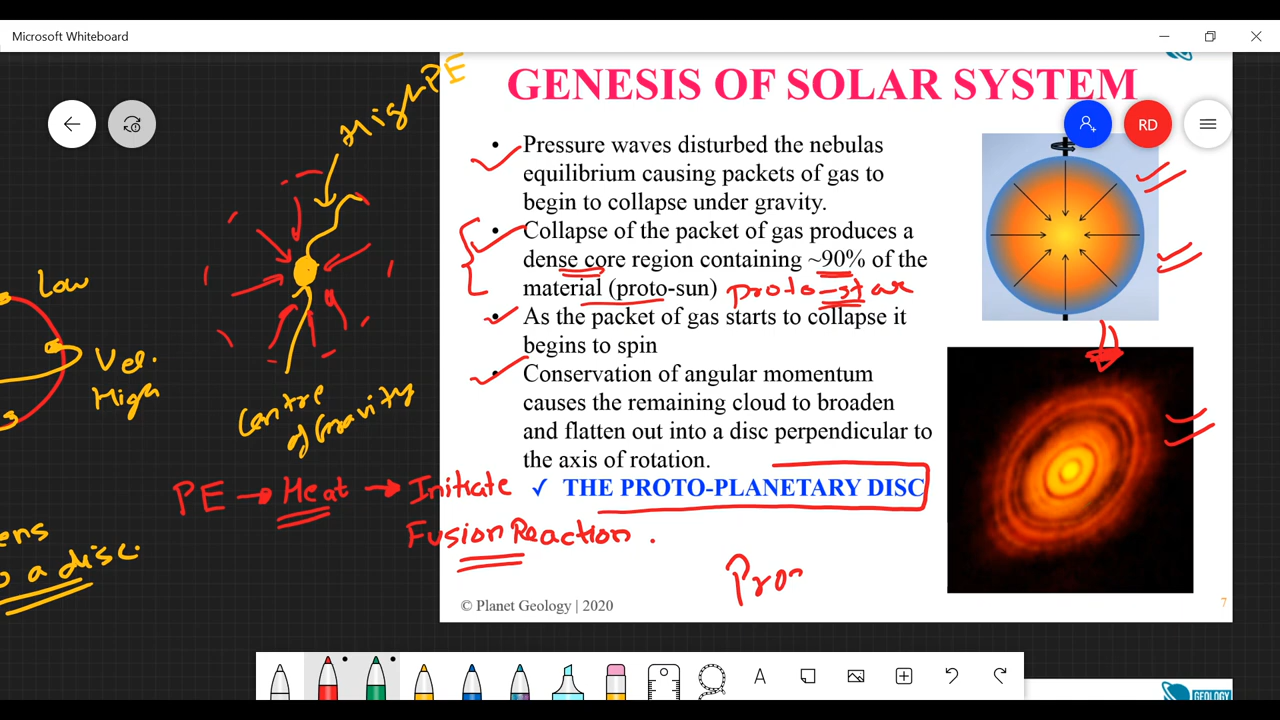 Microsoft Whiteboard
High PE
GENESIS OF SOLAR SYSTEM
RD
• Pressure waves disturbed the nebulas
equilibrium causing packets of gas to
begin to collapse under gravity.
• Collapse of the packet of gas produces a
dense core region containing ~90% of the
material (proto-sun) proto-star
• As the packet of gas starts to collapse it
begins to spin
• Conservation of angular momentum
causes the remaining cloud to broaden
and flatten out into a disc perpendicular to
the axis of rotation.
✓ THE PROTO-PLANETARY DISC
Low
Vel.
High
Centre
of Gravity
PE → Heat → Initiate
Fusion Reaction.
ens
o a disc.
Pro
© Planet Geology | 2020
7
A
GEOLOGY